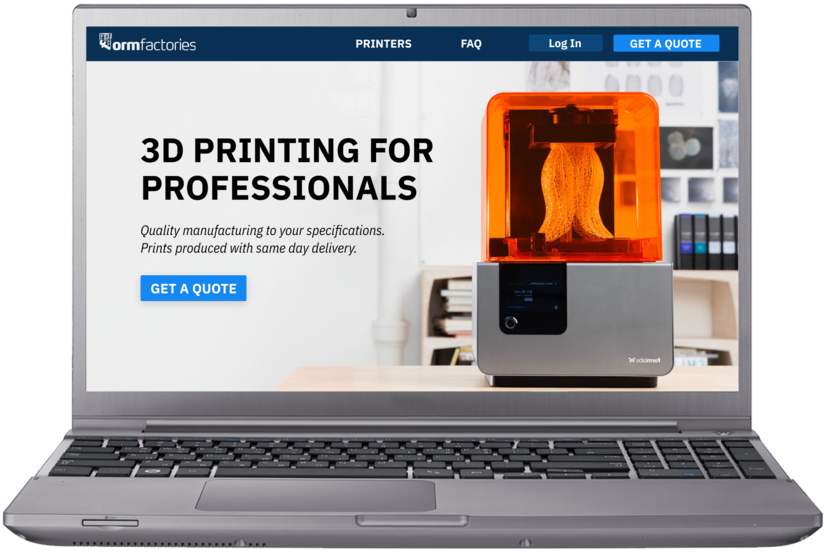 ormfactories
PRINTERS
FAQ
Log In
GET A QUOTE
3D PRINTING FOR
PROFESSIONALS
Quality manufacturing to your specifications.
Prints produced with same day delivery.
GET A QUOTE